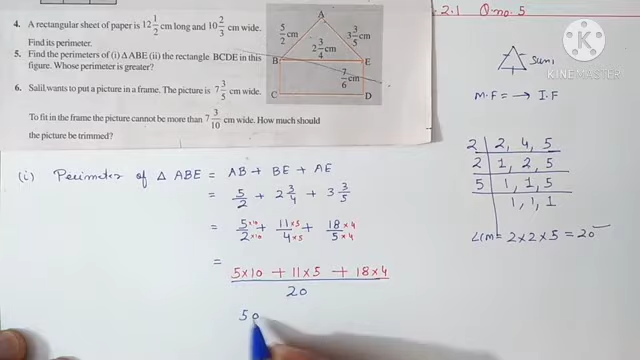 4. A rectangular sheet of paper is 12 1/2 cm long and 10 2/3 cm wide.
Find its perimeter.
5. Find the perimeters of (i) Δ ABE (ii) the rectangle BCDE in this
figure. Whose perimeter is greater?
6. Salil wants to put a picture in a frame. The picture is 7 3/5 cm wide.
To fit in the frame the picture cannot be more than 7 3/10 cm wide. How much should
the picture be trimmed?
A
5/2 cm
3 3/5 cm
2 3/4 cm
B
E
7/6 cm
C
D
2.1 Q no. 5
Sum
KINEMASTER
M.F = → I.F
(i) Perimeter of Δ ABE = AB + BE + AE
= 5/2 + 2 3/4 + 3 3/5
= 5×10/2×10 + 11×5/4×5 + 18×4/5×4
= 5×10 + 11×5 + 18×4
20
50
2 | 2, 4, 5
2 | 1, 2, 5
5 | 1, 1, 5
1, 1, 1
LCM = 2×2×5 = 20